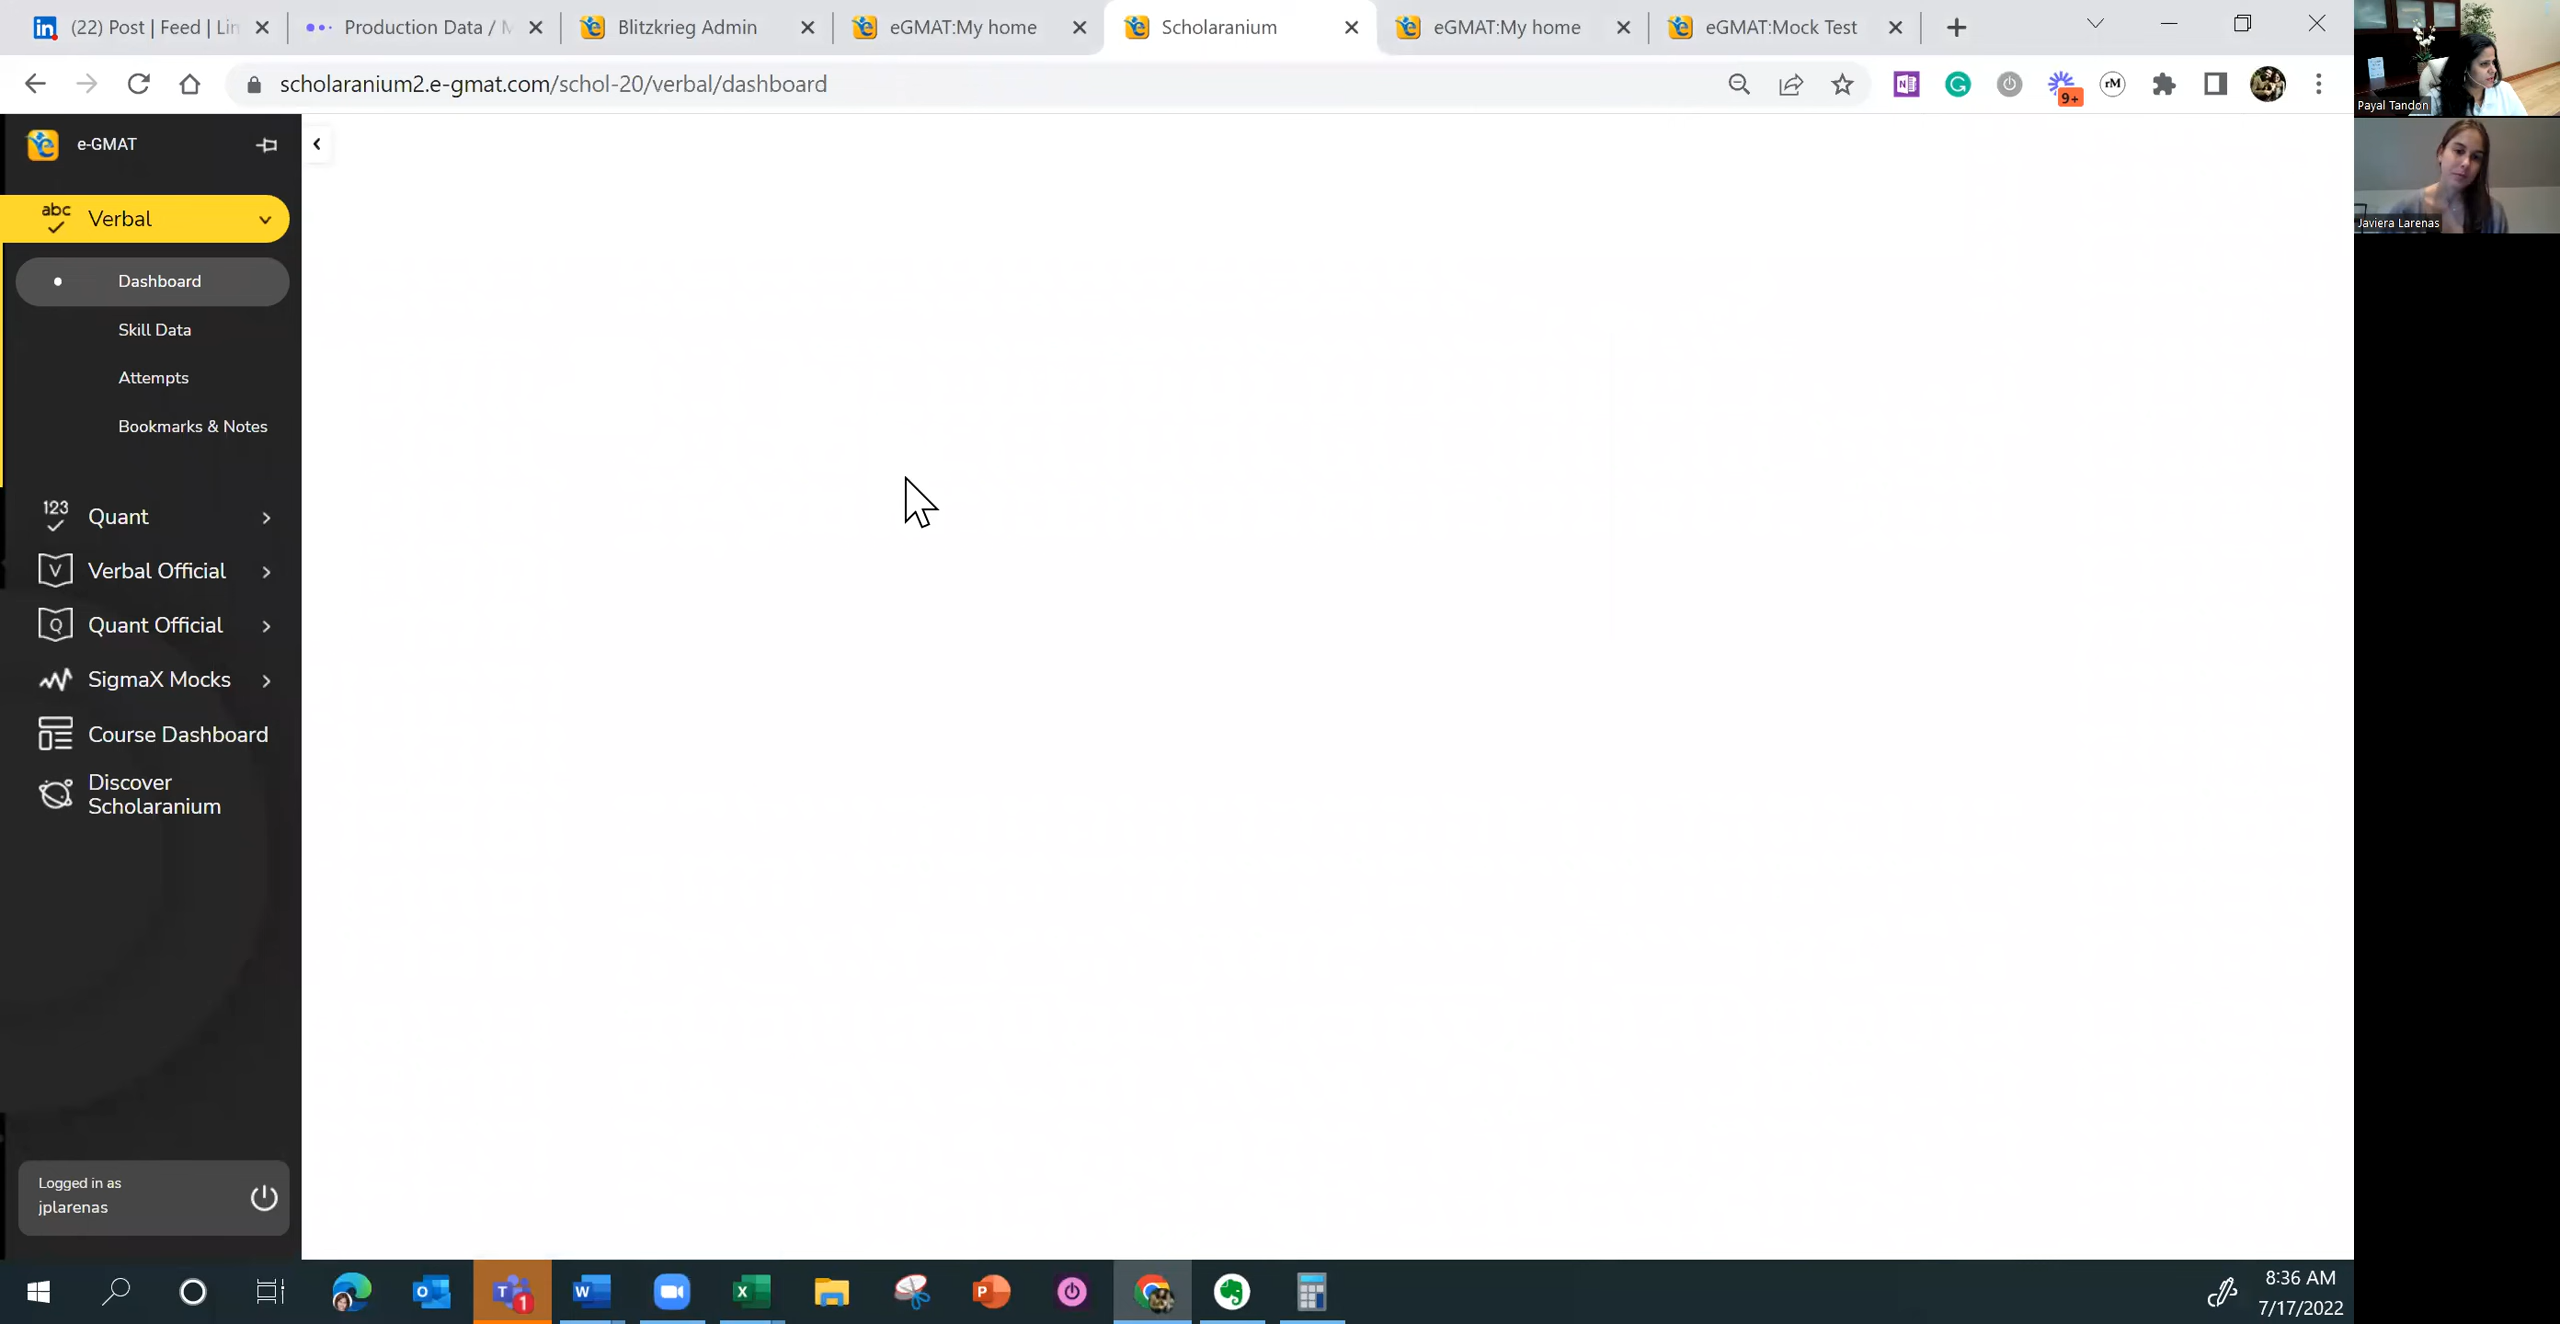 (22) Post | Feed | Lin
Production Data / M
Blitzkrieg Admin
eGMAT:My home
Scholaranium
eGMAT:My home
eGMAT:Mock Test
scholaranium2.e-gmat.com/schol-20/verbal/dashboard
9+
rM
Payal Tandon
Javiera Larenas
e-GMAT
abc
Verbal
Dashboard
Skill Data
Attempts
Bookmarks & Notes
123
Quant
V
Verbal Official
Q
Quant Official
SigmaX Mocks
Course Dashboard
Discover
Scholaranium
Logged in as
jplarenas
1
8:36 AM
7/17/2022